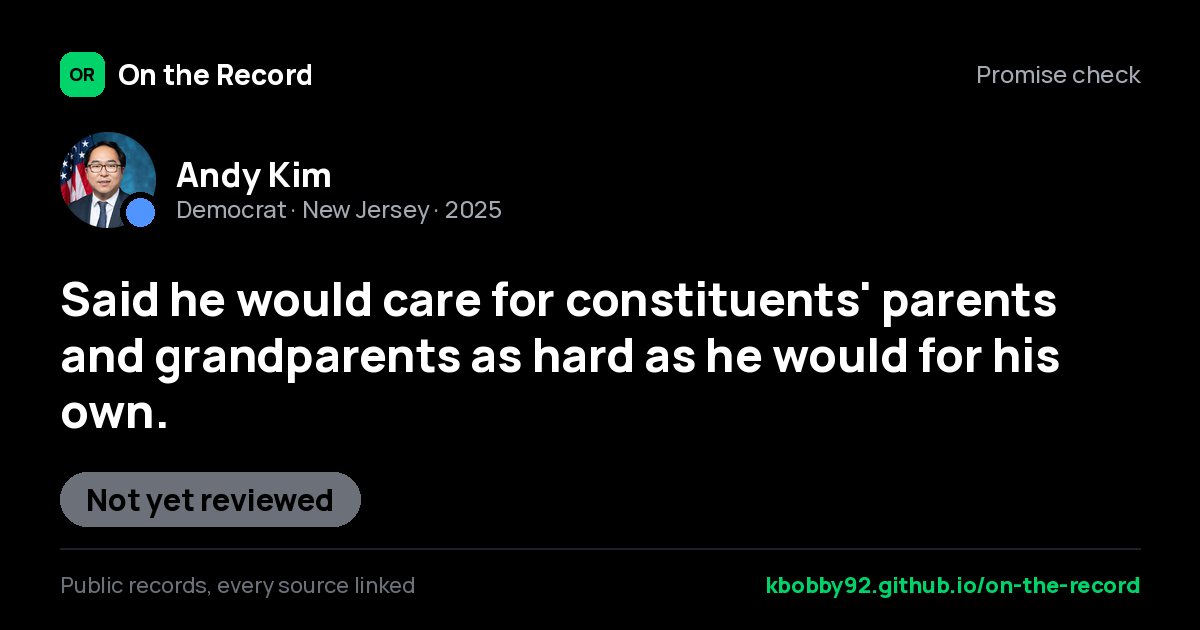 OR On the Record
Promise check
Andy Kim
Democrat · New Jersey · 2025
Said he would care for constituents' parents
and grandparents as hard as he would for his
own.
Not yet reviewed
Public records, every source linked
kbobby92.github.io/on-the-record